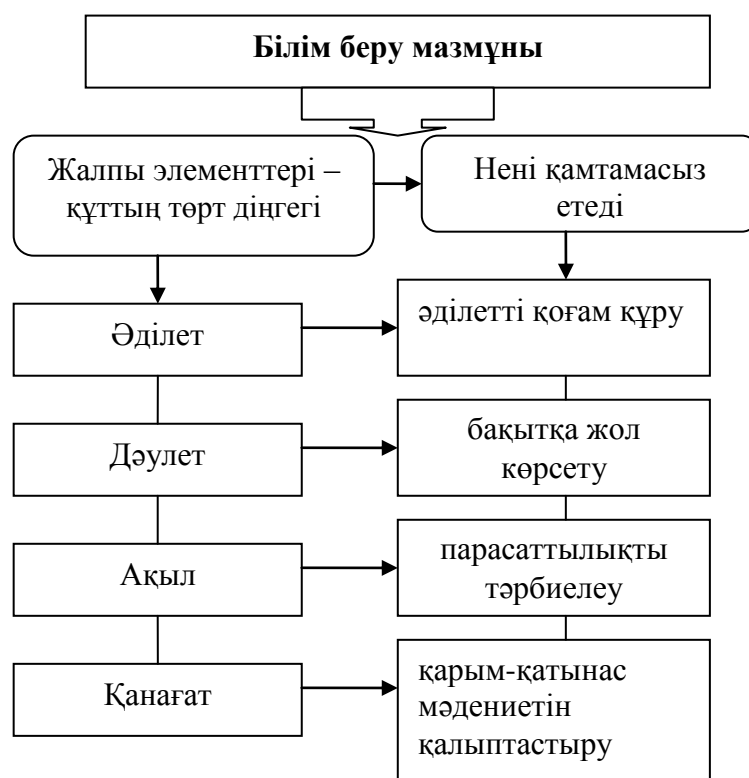 Білім беру мазмұны
Жалпы элементтері –
құттың төрт діңгегі
Нені қамтамасыз
етеді
Әділет
әділетті қоғам құру
Дәулет
бақытқа жол
көрсету
Ақыл
парасаттылықты
тәрбиелеу
Қанағат
қарым-қатынас
мәдениетін
қалыптастыру